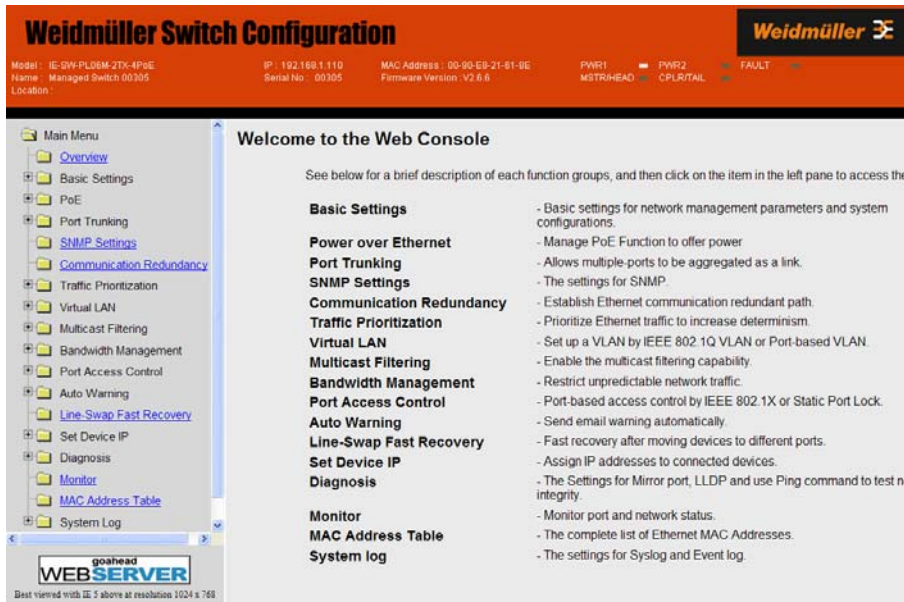 Weidmüller Switch Configuration
Weidmüller
Model : IE-SW-PL06M-2TX-4PoE
Name : Managed Switch 00305
Location :
IP : 192.168.1.110
Serial No : 00305
MAC Address : 00-90-E8-21-61-8E
Firmware Version : V2.6.6
PWR1 PWR2 FAULT
MSTR/HEAD CPLR/TAIL
Main Menu
Overview
Basic Settings
PoE
Port Trunking
SNMP Settings
Communication Redundancy
Traffic Prioritization
Virtual LAN
Multicast Filtering
Bandwidth Management
Port Access Control
Auto Warning
Line-Swap Fast Recovery
Set Device IP
Diagnosis
Monitor
MAC Address Table
System Log
goahead
WEBSERVER
Best viewed with IE 5 above at resolution 1024 x 768
Welcome to the Web Console
See below for a brief description of each function groups, and then click on the item in the left pane to access the
Basic Settings - Basic settings for network management parameters and system
configurations.
Power over Ethernet - Manage PoE Function to offer power
Port Trunking - Allows multiple-ports to be aggregated as a link.
SNMP Settings - The settings for SNMP.
Communication Redundancy - Establish Ethernet communication redundant path.
Traffic Prioritization - Prioritize Ethernet traffic to increase determinism.
Virtual LAN - Set up a VLAN by IEEE 802.1Q VLAN or Port-based VLAN.
Multicast Filtering - Enable the multicast filtering capability.
Bandwidth Management - Restrict unpredictable network traffic.
Port Access Control - Port-based access control by IEEE 802.1X or Static Port Lock.
Auto Warning - Send email warning automatically.
Line-Swap Fast Recovery - Fast recovery after moving devices to different ports.
Set Device IP - Assign IP addresses to connected devices.
Diagnosis - The Settings for Mirror port, LLDP and use Ping command to test n
integrity.
Monitor - Monitor port and network status.
MAC Address Table - The complete list of Ethernet MAC Addresses.
System log - The settings for Syslog and Event log.